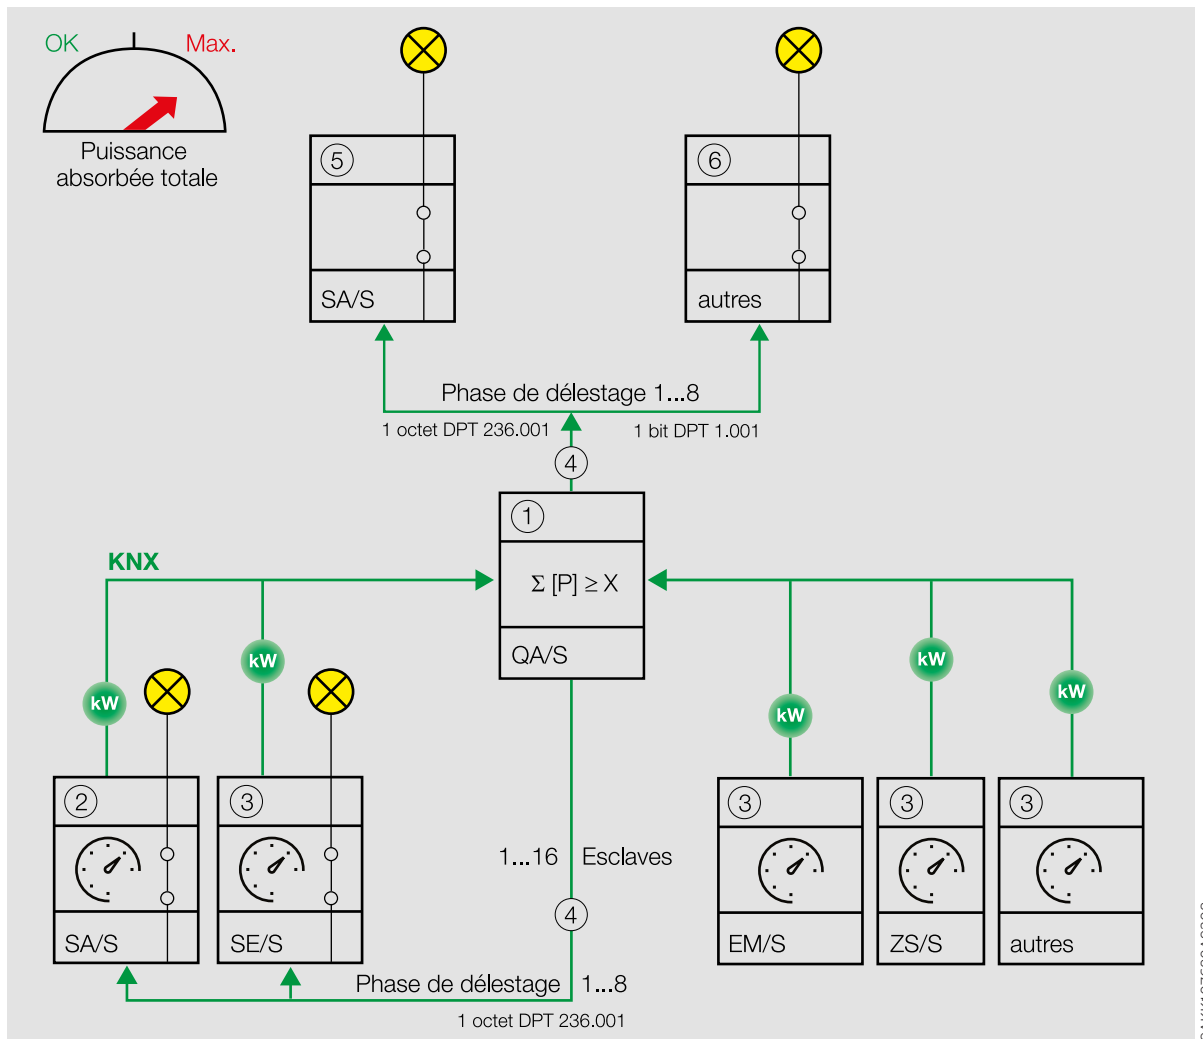 OK
Max.
Puissance
absorbée totale
5
SA/S
6
autres
Phase de délestage 1...8
1 octet DPT 236.001
1 bit DPT 1.001
4
1
Σ [P] ≥ X
QA/S
KNX
kW
kW
kW
kW
kW
2
SA/S
3
SE/S
3
EM/S
3
ZS/S
3
autres
1...16 Esclaves
4
Phase de délestage 1...8
1 octet DPT 236.001